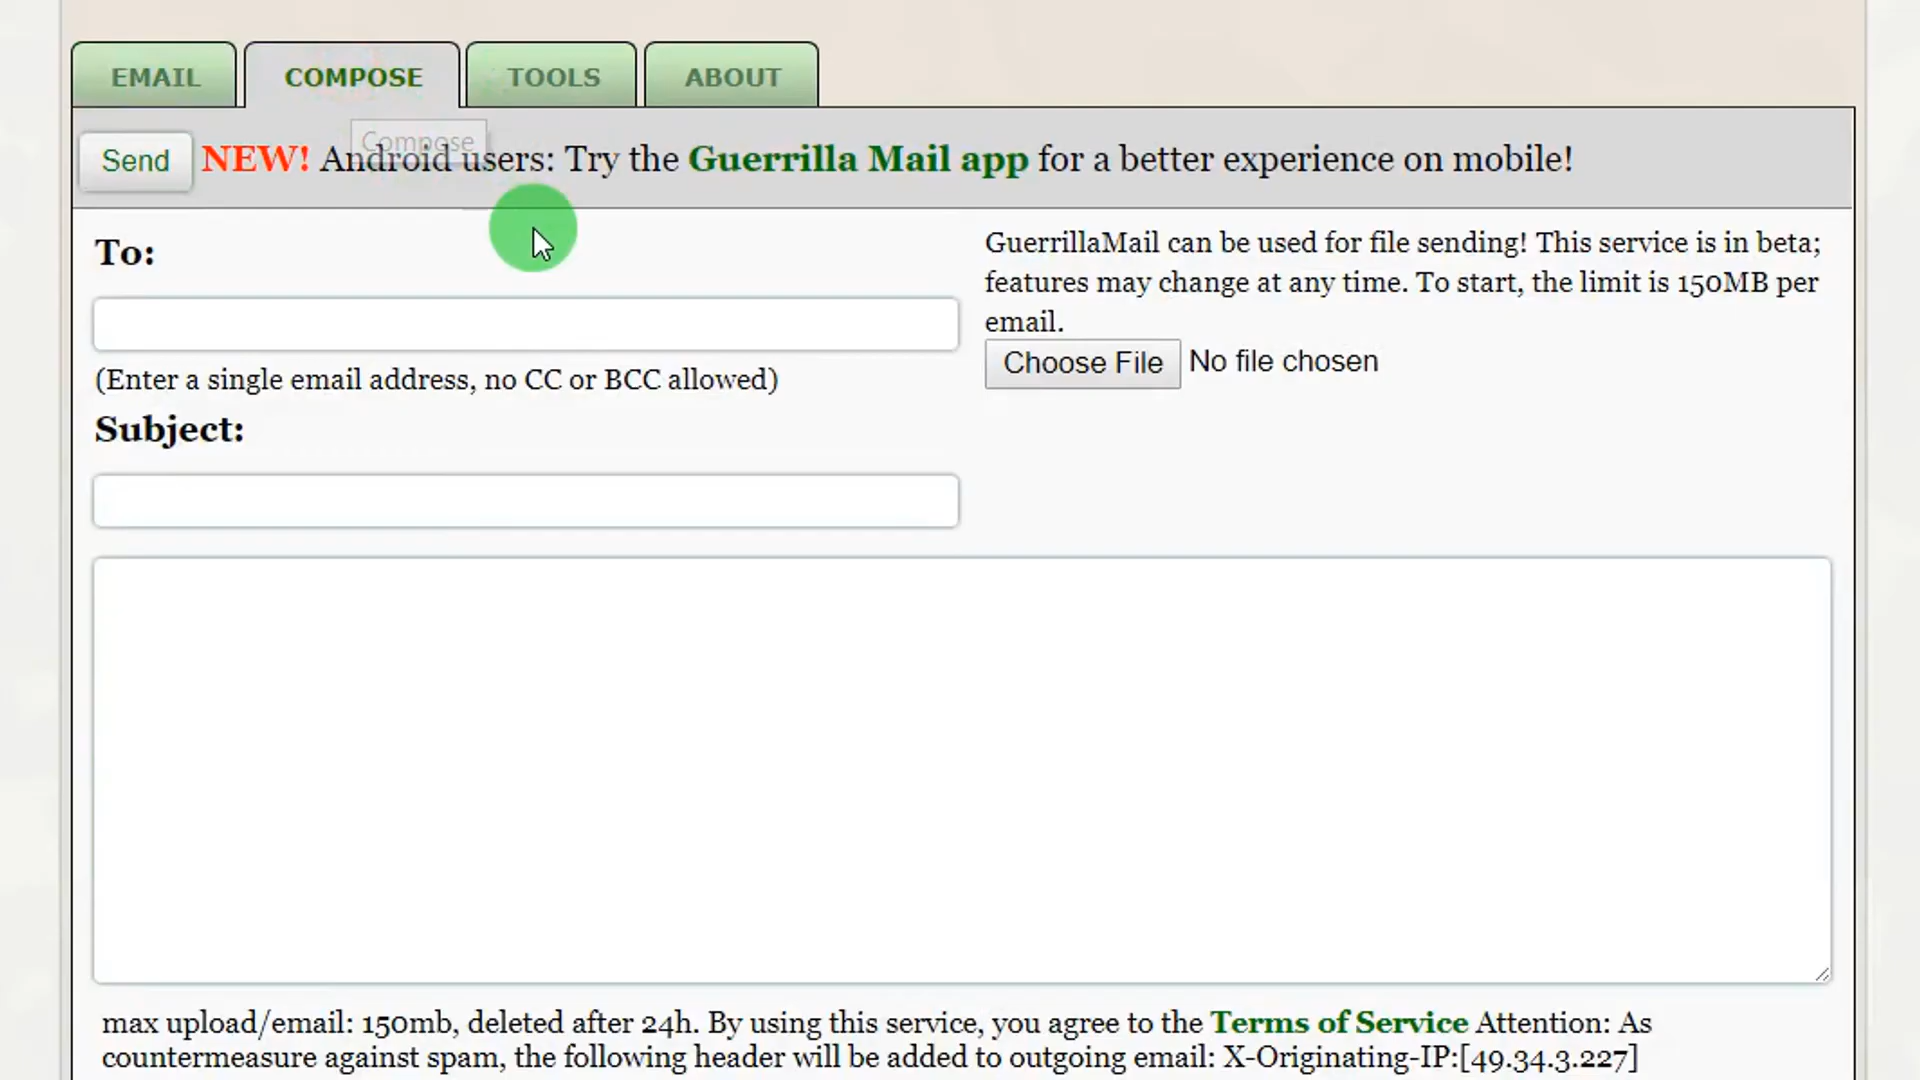 EMAIL COMPOSE TOOLS ABOUT
Compose
Send NEW! Android users: Try the Guerrilla Mail app for a better experience on mobile!
To:
(Enter a single email address, no CC or BCC allowed)
Subject:
GuerrillaMail can be used for file sending! This service is in beta;
features may change at any time. To start, the limit is 150MB per
email.
Choose File No file chosen
max upload/email: 150mb, deleted after 24h. By using this service, you agree to the Terms of Service Attention: As
countermeasure against spam, the following header will be added to outgoing email: X-Originating-IP:[49.34.3.227]